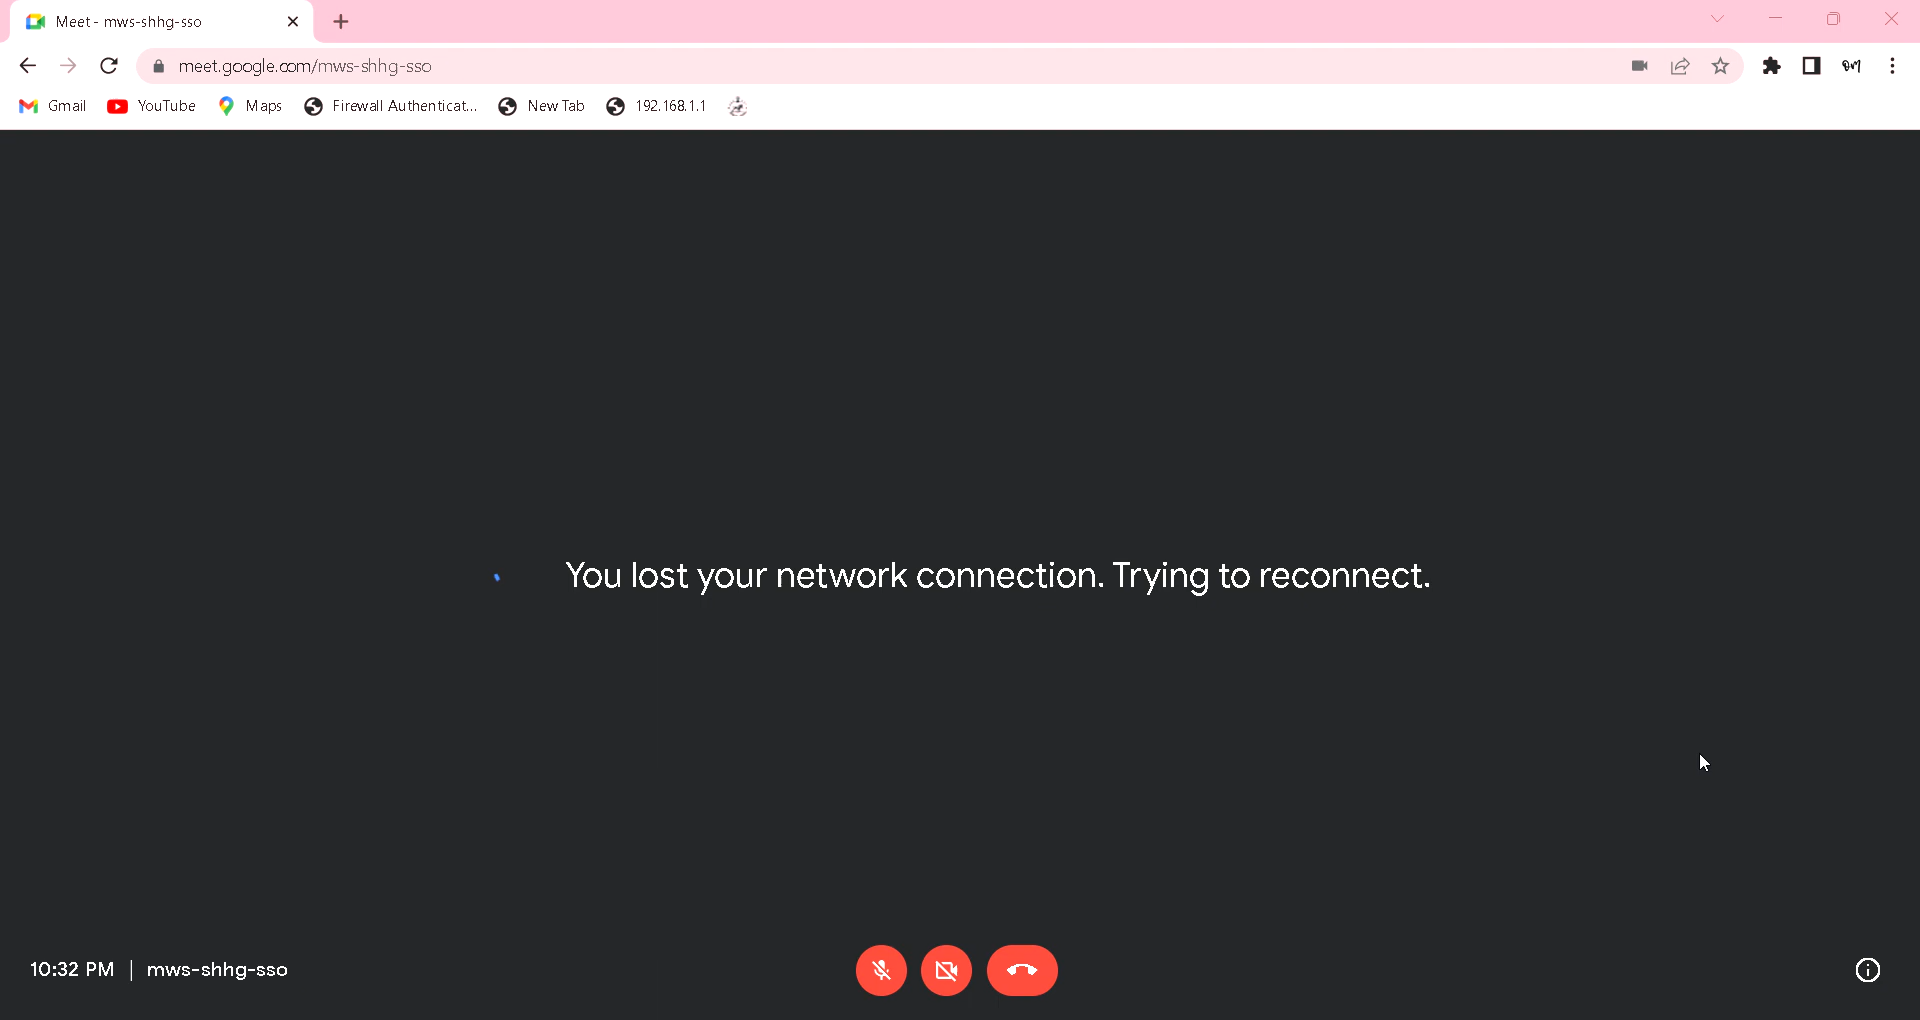 Meet - mws-shhg-sso
meet.google.com/mws-shhg-sso
Gmail YouTube Maps Firewall Authenticat... New Tab 192.168.1.1
You lost your network connection. Trying to reconnect.
10:32 PM | mws-shhg-sso